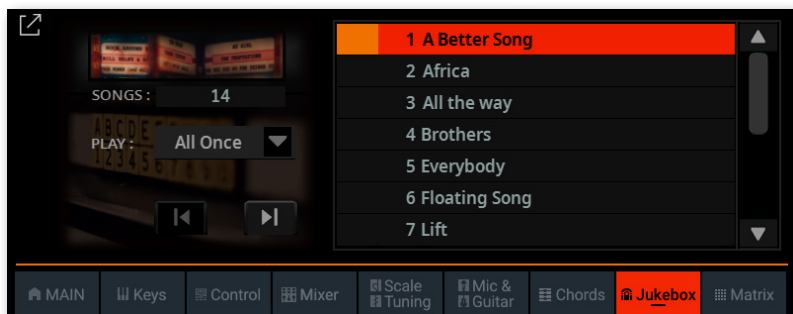 SONGS : 14
PLAY : All Once
1 A Better Song
2 Africa
3 All the way
4 Brothers
5 Everybody
6 Floating Song
7 Lift
MAIN
Keys
Control
Mixer
Scale
Tuning
Mic &
Guitar
Chords
Jukebox
Matrix